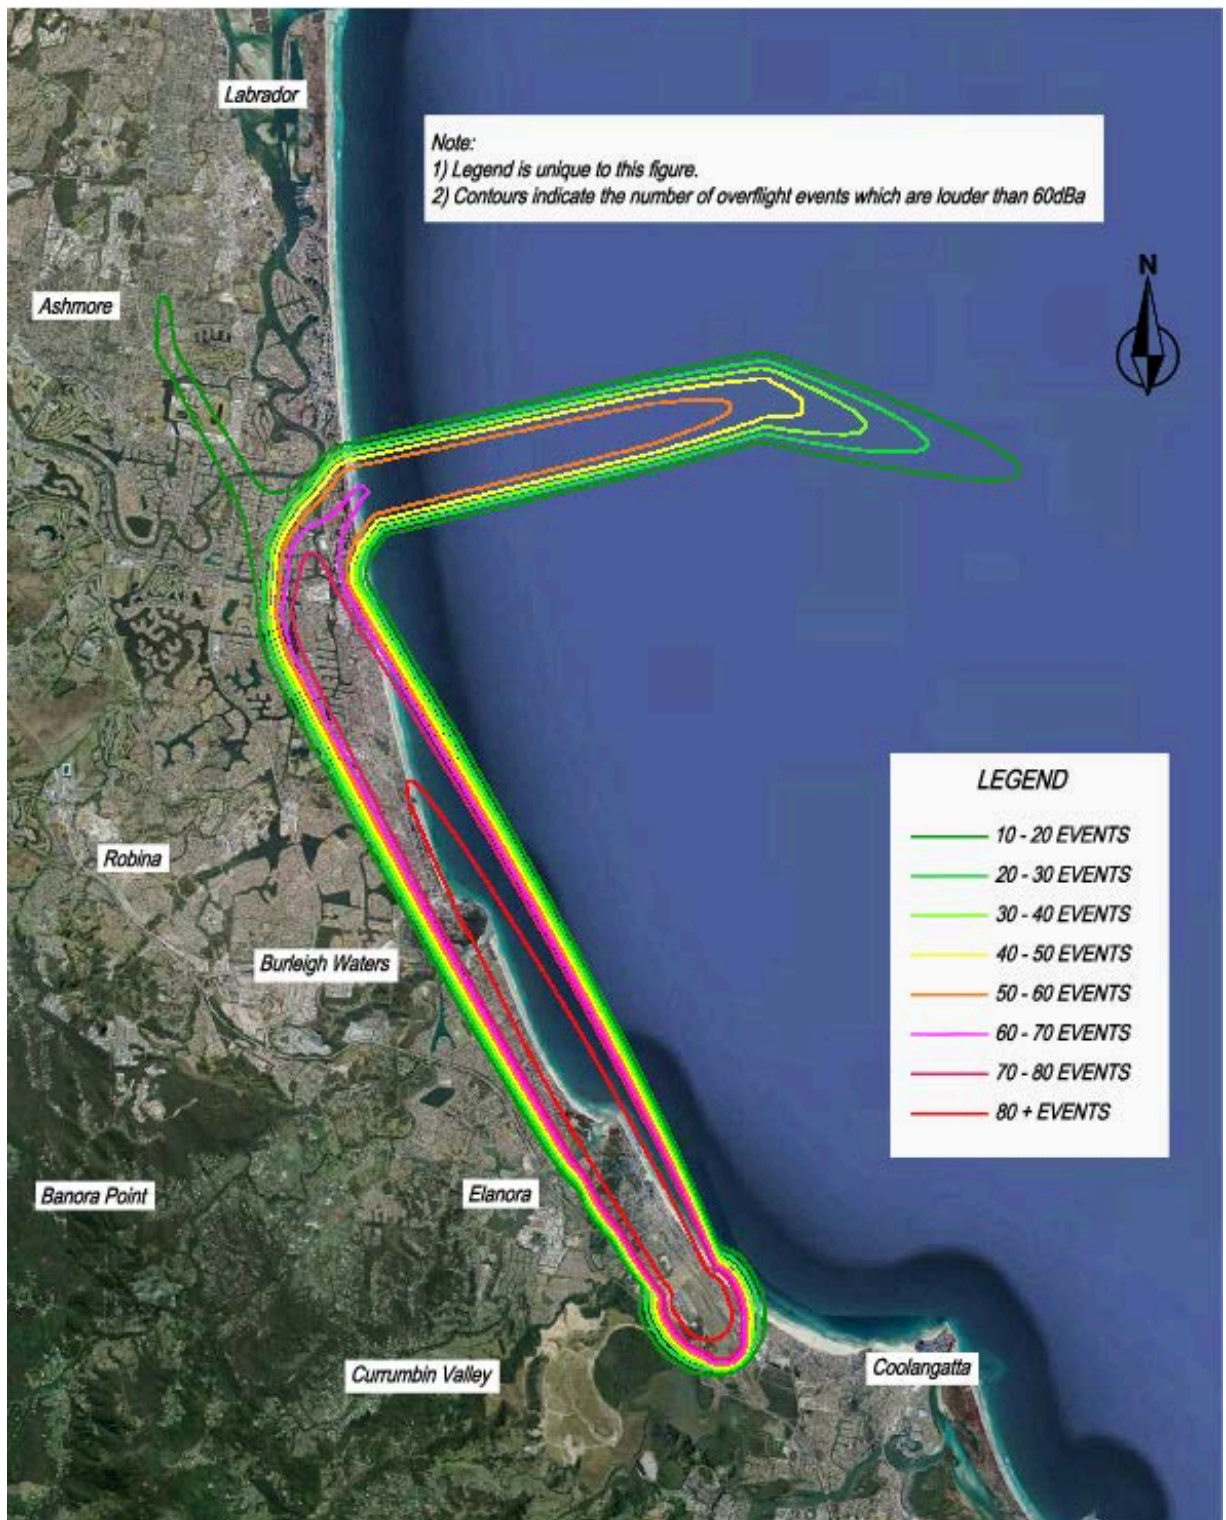 Labrador
Note:
1) Legend is unique to this figure.
2) Contours indicate the number of overflight events which are louder than 60dBa
N
Ashmore
LEGEND
10 - 20 EVENTS
20 - 30 EVENTS
30 - 40 EVENTS
40 - 50 EVENTS
50 - 60 EVENTS
60 - 70 EVENTS
70 - 80 EVENTS
80 + EVENTS
Robina
Burleigh Waters
Banora Point
Elanora
Currumbin Valley
Coolangatta